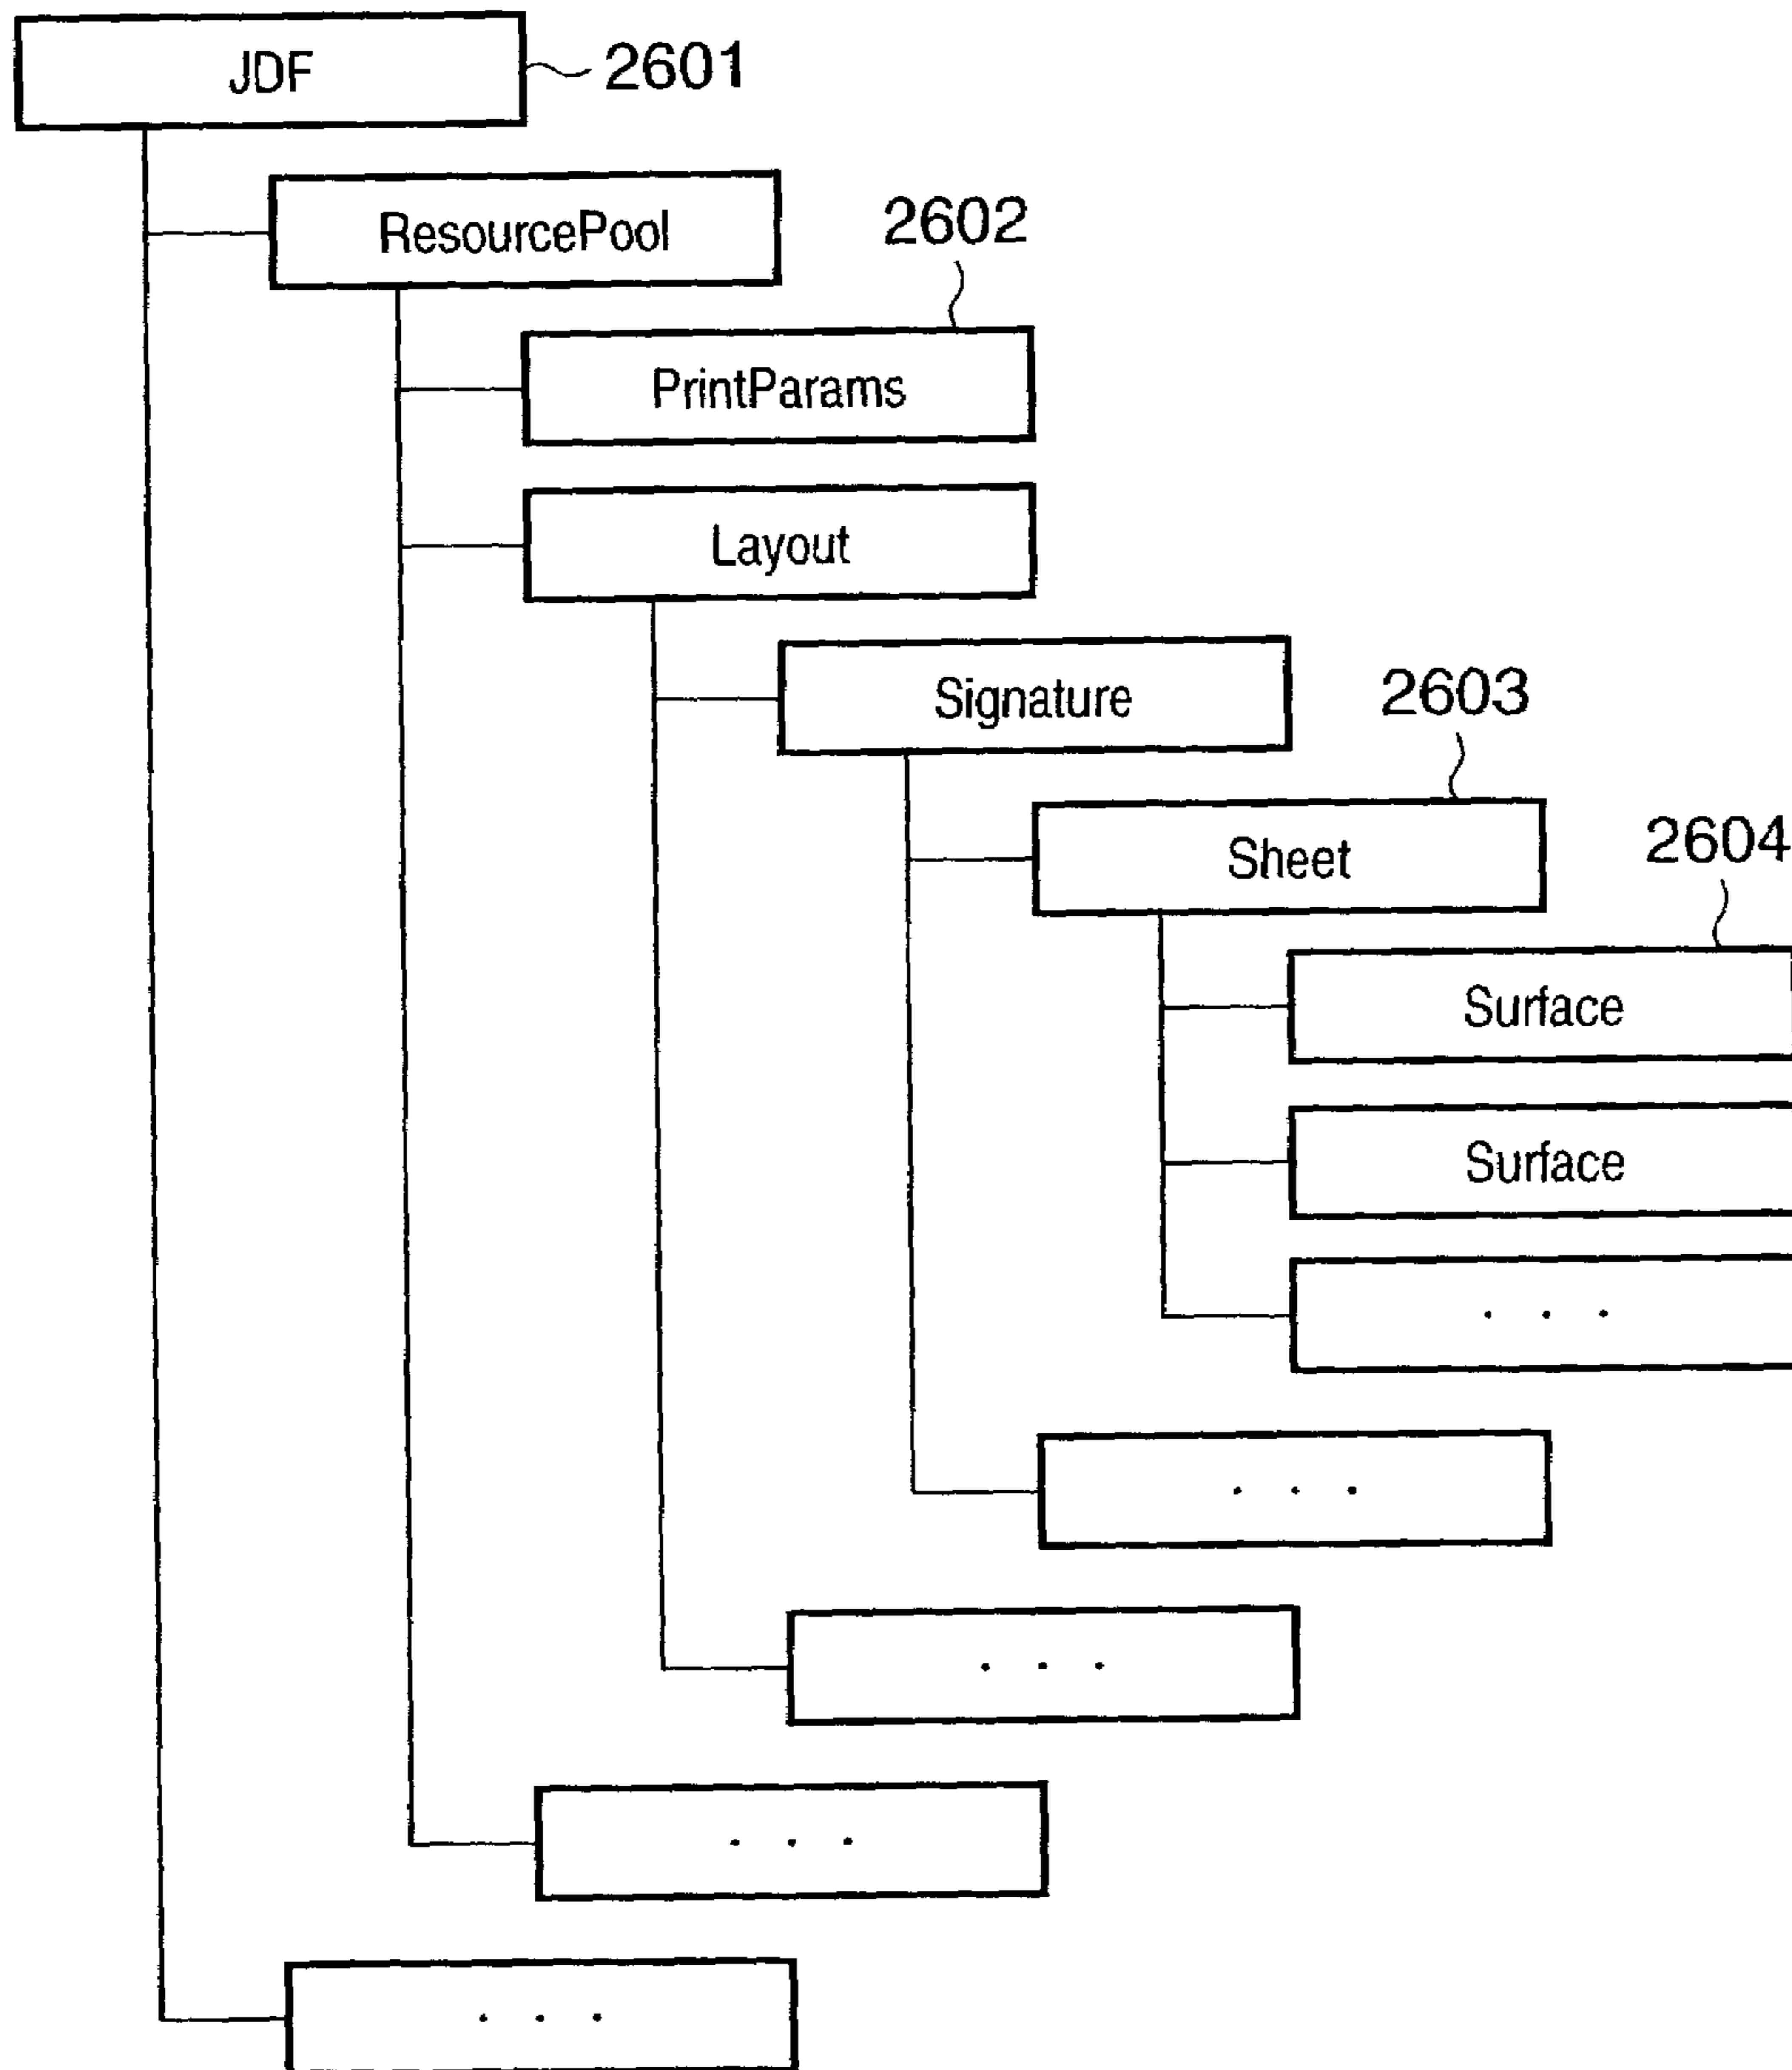 JDF
2601
ResourcePool
2602
PrintParams
Layout
Signature
2603
Sheet
2604
Surface
Surface
. . .
. . .
. . .
. . .
. . .